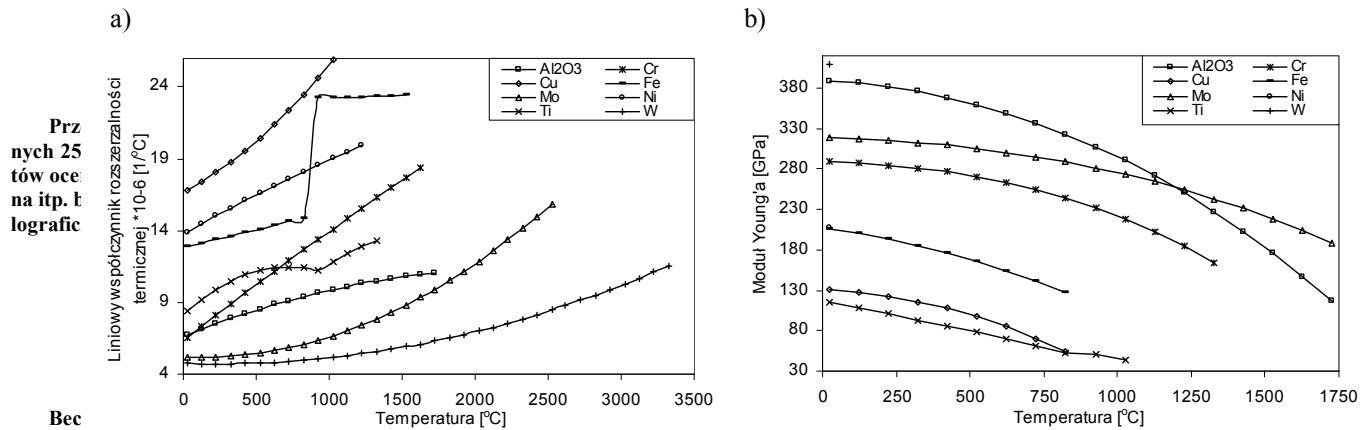 a)
b)
Prz
nych 25
tów oce
na itp. b
lografic
Bec
Liniowy współczynnik rozszerzalności
termicznej *10-6 [1/°C]
24
19
14
9
4
Al2O3 Cr
Cu Fe
Mo Ni
Ti W
0 500 1000 1500 2000 2500 3000 3500
Temperatura [°C]
Moduł Young'a [GPa]
380
330
280
230
180
130
80
30
Al2O3 Cr
Cu Fe
Mo Ni
Ti W
0 250 500 750 1000 1250 1500 1750
Temperatura [°C]